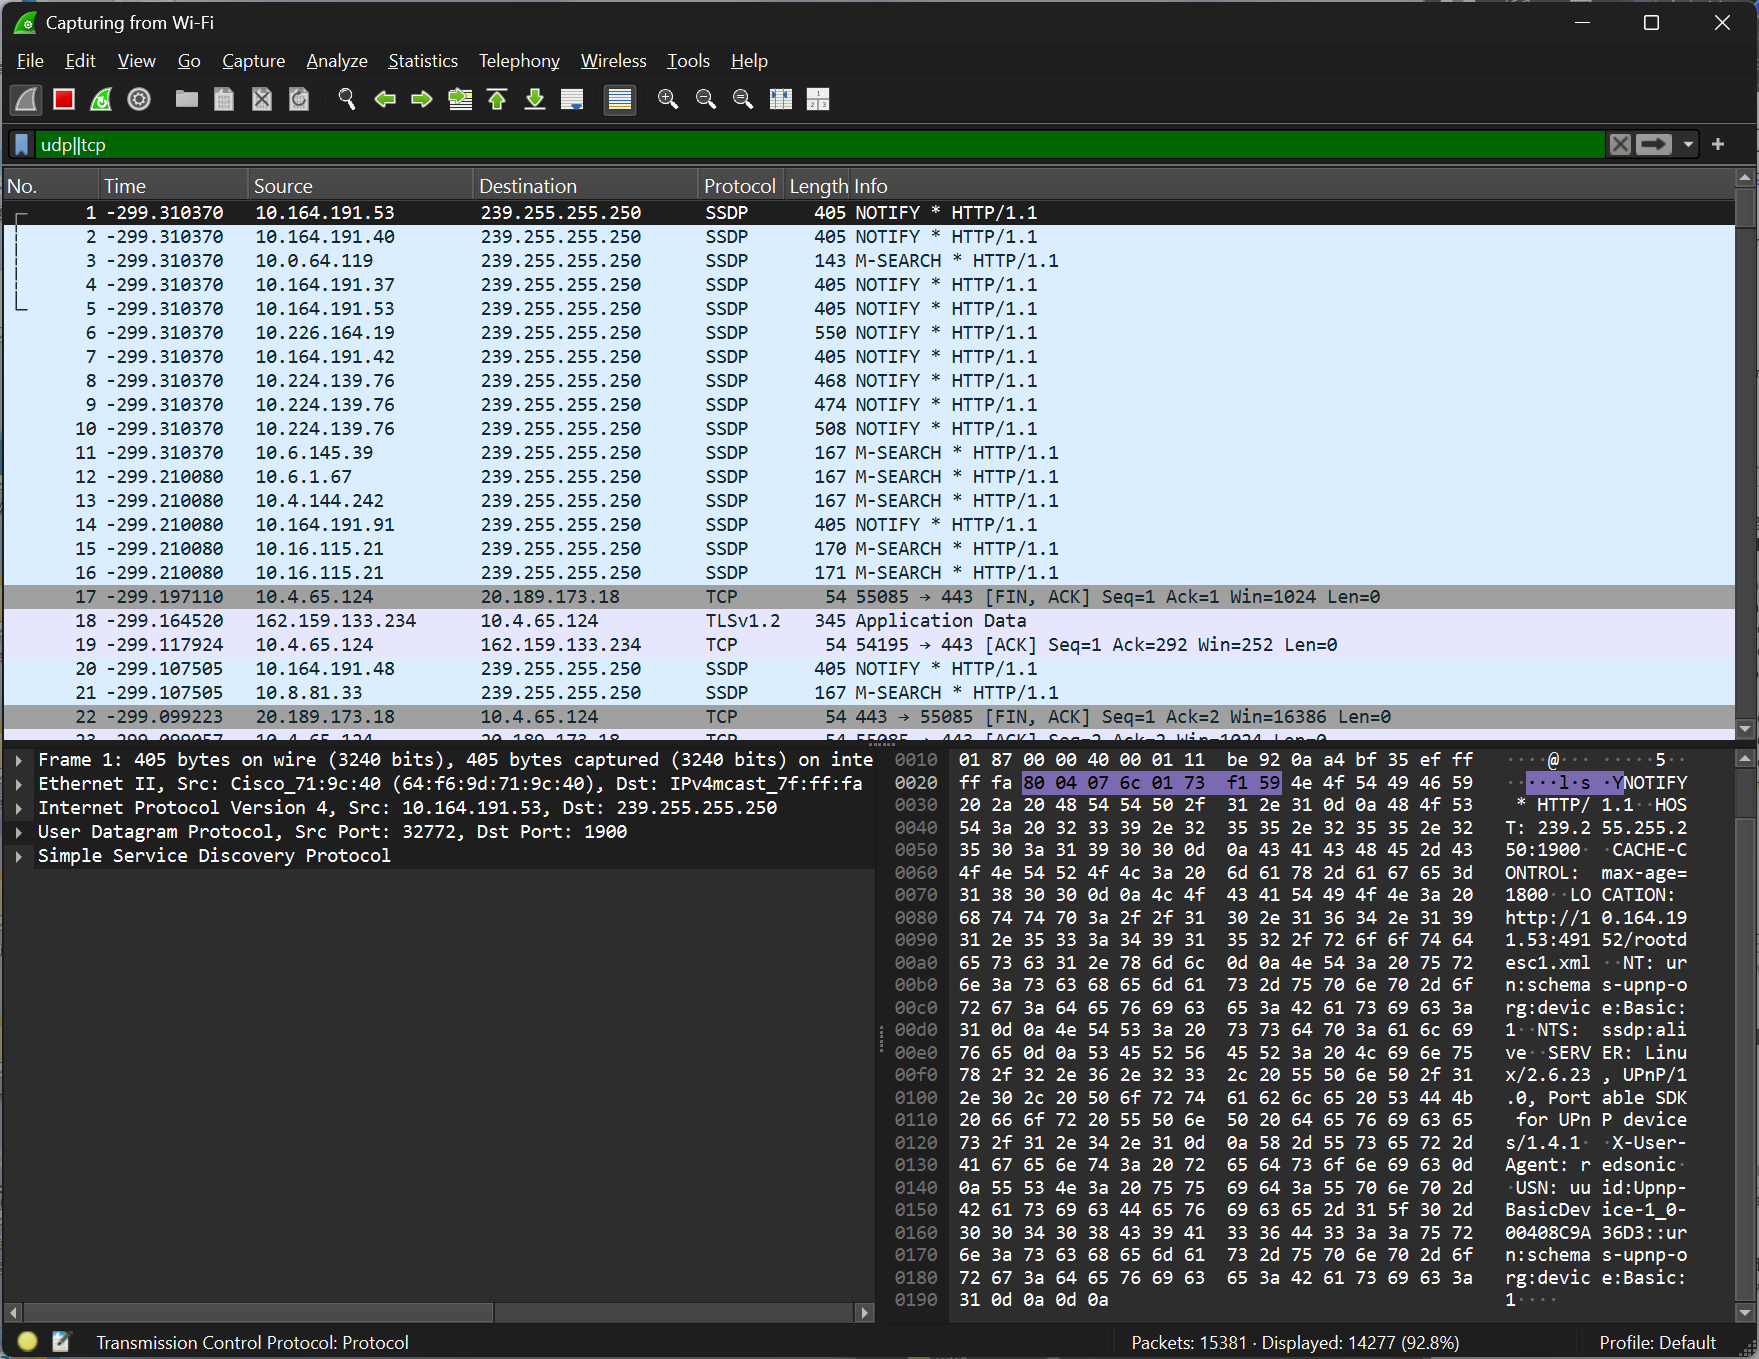 Capturing from Wi-Fi
File Edit View Go Capture Analyze Statistics Telephony Wireless Tools Help
udp||tcp
No. Time Source Destination Protocol Length Info
1 -299.310370 10.164.191.53 239.255.255.250 SSDP 405 NOTIFY * HTTP/1.1
2 -299.310370 10.164.191.40 239.255.255.250 SSDP 405 NOTIFY * HTTP/1.1
3 -299.310370 10.0.64.119 239.255.255.250 SSDP 143 M-SEARCH * HTTP/1.1
4 -299.310370 10.164.191.37 239.255.255.250 SSDP 405 NOTIFY * HTTP/1.1
5 -299.310370 10.164.191.53 239.255.255.250 SSDP 405 NOTIFY * HTTP/1.1
6 -299.310370 10.226.164.19 239.255.255.250 SSDP 550 NOTIFY * HTTP/1.1
7 -299.310370 10.164.191.42 239.255.255.250 SSDP 405 NOTIFY * HTTP/1.1
8 -299.310370 10.224.139.76 239.255.255.250 SSDP 468 NOTIFY * HTTP/1.1
9 -299.310370 10.224.139.76 239.255.255.250 SSDP 474 NOTIFY * HTTP/1.1
10 -299.310370 10.224.139.76 239.255.255.250 SSDP 508 NOTIFY * HTTP/1.1
11 -299.310370 10.6.145.39 239.255.255.250 SSDP 167 M-SEARCH * HTTP/1.1
12 -299.210080 10.6.1.67 239.255.255.250 SSDP 167 M-SEARCH * HTTP/1.1
13 -299.210080 10.4.144.242 239.255.255.250 SSDP 167 M-SEARCH * HTTP/1.1
14 -299.210080 10.164.191.91 239.255.255.250 SSDP 405 NOTIFY * HTTP/1.1
15 -299.210080 10.16.115.21 239.255.255.250 SSDP 170 M-SEARCH * HTTP/1.1
16 -299.210080 10.16.115.21 239.255.255.250 SSDP 171 M-SEARCH * HTTP/1.1
17 -299.197110 10.4.65.124 20.189.173.18 TCP 54 55085 → 443 [FIN, ACK] Seq=1 Ack=1 Win=1024 Len=0
18 -299.164520 162.159.133.234 10.4.65.124 TLSv1.2 345 Application Data
19 -299.117924 10.4.65.124 162.159.133.234 TCP 54 54195 → 443 [ACK] Seq=1 Ack=292 Win=252 Len=0
20 -299.107505 10.164.191.48 239.255.255.250 SSDP 405 NOTIFY * HTTP/1.1
21 -299.107505 10.8.81.33 239.255.255.250 SSDP 167 M-SEARCH * HTTP/1.1
22 -299.099223 20.189.173.18 10.4.65.124 TCP 54 443 → 55085 [FIN, ACK] Seq=1 Ack=2 Win=16386 Len=0
Frame 1: 405 bytes on wire (3240 bits), 405 bytes captured (3240 bits) on inte
Ethernet II, Src: Cisco_71:9c:40 (64:f6:9d:71:9c:40), Dst: IPv4mcast_7f:ff:fa
Internet Protocol Version 4, Src: 10.164.191.53, Dst: 239.255.255.250
User Datagram Protocol, Src Port: 32772, Dst Port: 1900
Simple Service Discovery Protocol
0010 01 87 00 00 40 00 01 11 be 92 0a a4 bf 35 ef ff ····@··· ·····5··
0020 ff fa 80 04 07 6c 01 73 f1 59 4e 4f 54 49 46 59 ·····l·s ·YNOTIFY
0030 20 2a 20 48 54 54 50 2f 31 2e 31 0d 0a 48 4f 53 * HTTP/ 1.1··HOS
0040 54 3a 20 32 33 39 2e 32 35 35 2e 32 35 35 2e 32 T: 239.2 55.255.2
0050 35 30 3a 31 39 30 30 0d 0a 43 41 43 48 45 2d 43 50:1900· ·CACHE-C
0060 4f 4e 54 52 4f 4c 3a 20 6d 61 78 2d 61 67 65 3d ONTROL: max-age=
0070 31 38 30 30 0d 0a 4c 4f 43 41 54 49 4f 4e 3a 20 1800··LO CATION:
0080 68 74 74 70 3a 2f 2f 31 30 2e 31 36 34 2e 31 39 http://1 0.164.19
0090 31 2e 35 33 3a 34 39 31 35 32 2f 72 6f 6f 74 64 1.53:491 52/rootd
00a0 65 73 63 31 2e 78 6d 6c 0d 0a 4e 54 3a 20 75 72 esc1.xml ··NT: ur
00b0 6e 3a 73 63 68 65 6d 61 73 2d 75 70 6e 70 2d 6f n:schema s-upnp-o
00c0 72 67 3a 64 65 76 69 63 65 3a 42 61 73 69 63 3a rg:devic e:Basic:
00d0 31 0d 0a 4e 54 53 3a 20 73 73 64 70 3a 61 6c 69 1··NTS: ssdp:ali
00e0 76 65 0d 0a 53 45 52 56 45 52 3a 20 4c 69 6e 75 ve··SERV ER: Linu
00f0 78 2f 32 2e 36 2e 32 33 2c 20 55 50 6e 50 2f 31 x/2.6.23 , UPnP/1
0100 2e 30 2c 20 50 6f 72 74 61 62 6c 65 20 53 44 4b .0, Port able SDK
0110 20 66 6f 72 20 55 50 6e 50 20 64 65 76 69 63 65 for UPn P device
0120 73 2f 31 2e 34 2e 31 0d 0a 58 2d 55 73 65 72 2d s/1.4.1· ·X-User-
0130 41 67 65 6e 74 3a 20 72 65 64 73 6f 6e 69 63 0d Agent: r edsonic·
0140 0a 55 53 4e 3a 20 75 75 69 64 3a 55 70 6e 70 2d ·USN: uu id:Upnp-
0150 42 61 73 69 63 44 65 76 69 63 65 2d 31 5f 30 2d BasicDev ice-1_0-
0160 30 30 34 30 38 43 39 41 33 36 44 33 3a 3a 75 72 00408C9A 36D3::ur
0170 6e 3a 73 63 68 65 6d 61 73 2d 75 70 6e 70 2d 6f n:schema s-upnp-o
0180 72 67 3a 64 65 76 69 63 65 3a 42 61 73 69 63 3a rg:devic e:Basic:
0190 31 0d 0a 0d 0a 1····
Transmission Control Protocol: Protocol Packets: 15381 · Displayed: 14277 (92.8%) Profile: Default